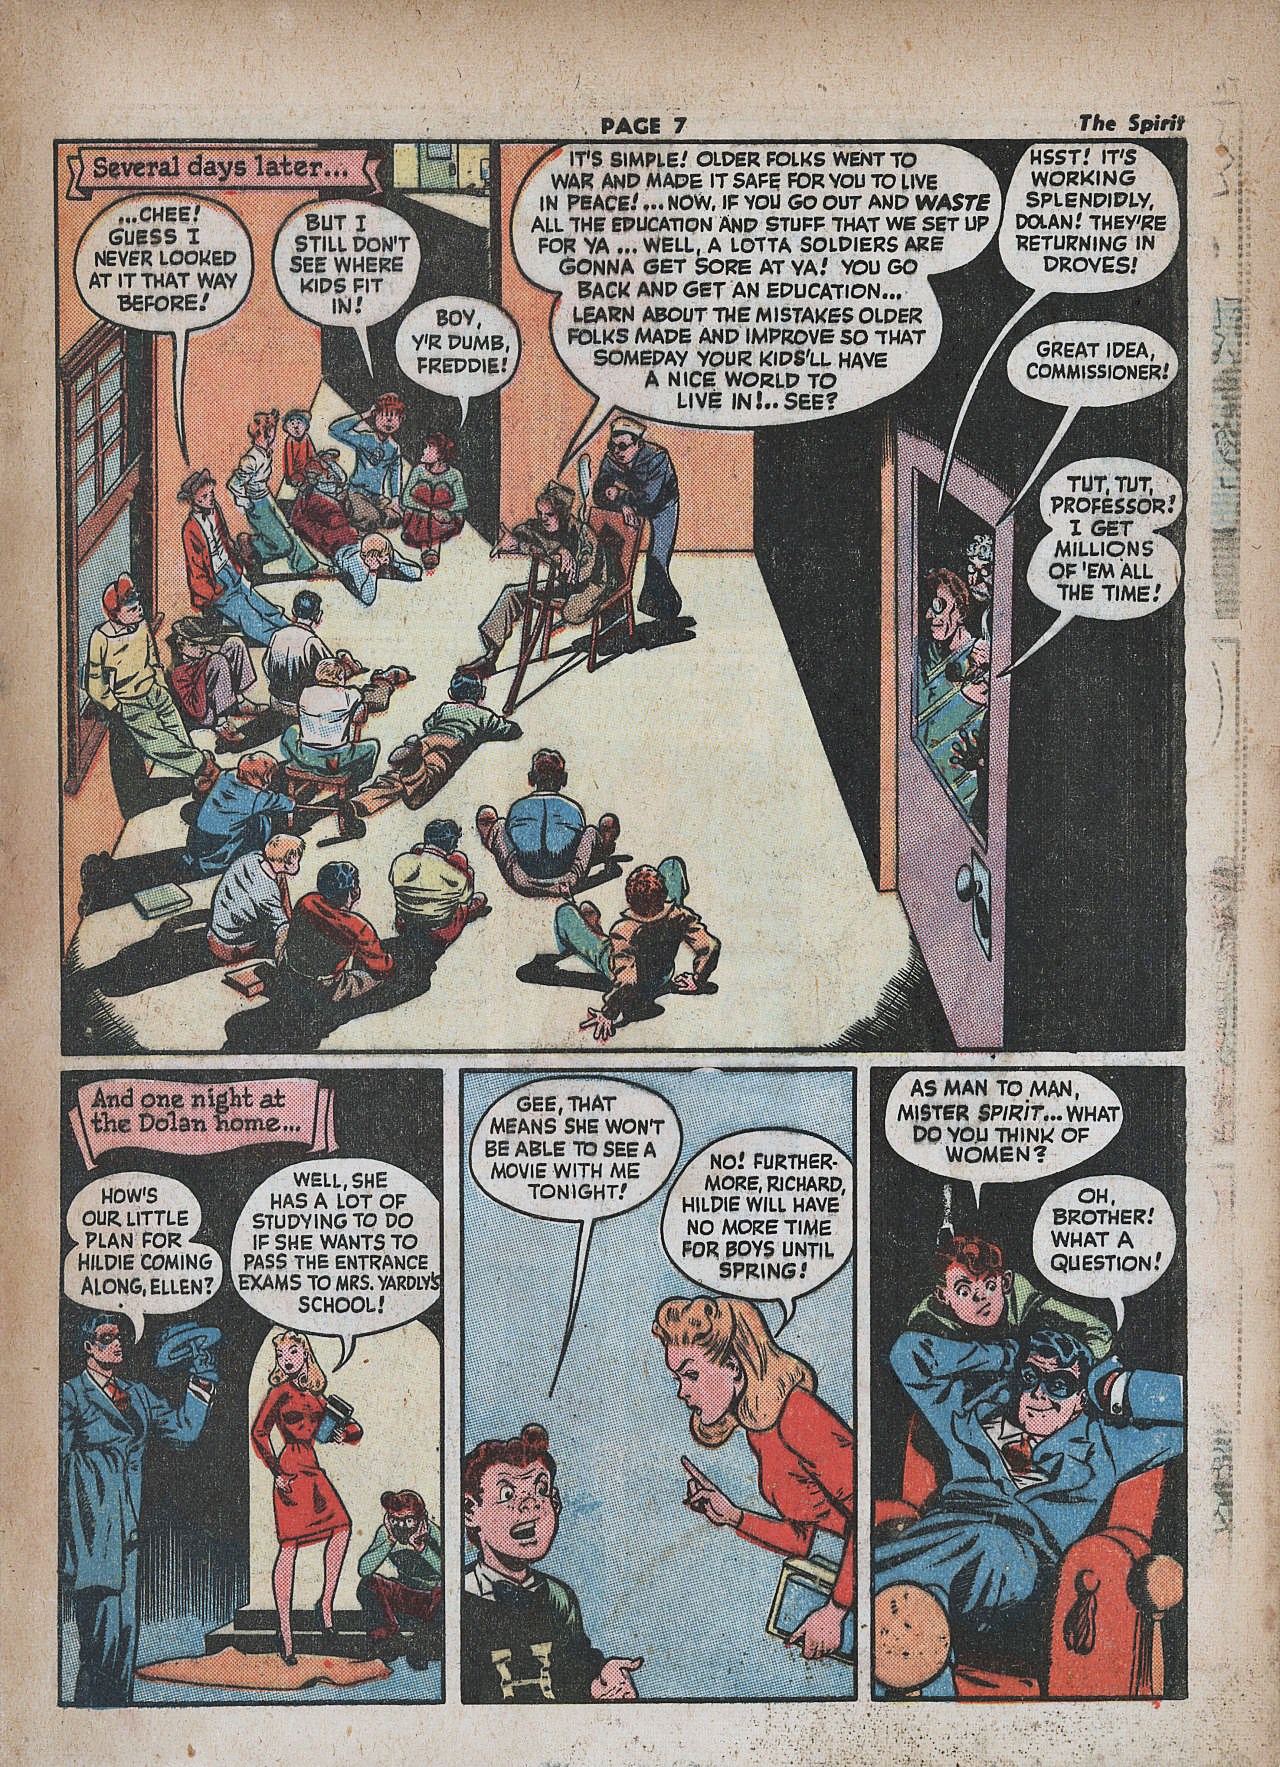 PAGE 7
The Spirit
Several days later...
...CHEE!
GUESS I
NEVER LOOKED
AT IT THAT WAY
BEFORE!
BUT I
STILL DON'T
SEE WHERE
KIDS FIT
IN!
BOY,
Y'R DUMB,
FREDDIE!
IT'S SIMPLE! OLDER FOLKS WENT TO
WAR AND MADE IT SAFE FOR YOU TO LIVE
IN PEACE!...NOW, IF YOU GO OUT AND WASTE
ALL THE EDUCATION AND STUFF THAT WE SET UP
FOR YA ... WELL, A LOTTA SOLDIERS ARE
GONNA GET SORE AT YA! YOU GO
BACK AND GET AN EDUCATION...
LEARN ABOUT THE MISTAKES OLDER
FOLKS MADE AND IMPROVE SO THAT
SOMEDAY YOUR KIDS'LL HAVE
A NICE WORLD TO
LIVE IN!.. SEE?
HSST! IT'S
WORKING
SPLENDIDLY,
DOLAN! THEY'RE
RETURNING IN
DROVES!
GREAT IDEA,
COMMISSIONER!
TUT, TUT,
PROFESSOR!
I GET
MILLIONS
OF 'EM ALL
THE TIME!
And one night at
the Dolan home...
HOW'S
OUR LITTLE
PLAN FOR
HILDIE COMING
ALONG, ELLEN?
WELL, SHE
HAS A LOT OF
STUDYING TO DO
IF SHE WANTS TO
PASS THE ENTRANCE
EXAMS TO MRS. YARDLY'S
SCHOOL!
GEE, THAT
MEANS SHE WON'T
BE ABLE TO SEE A
MOVIE WITH ME
TONIGHT!
NO! FURTHER-
MORE, RICHARD,
HILDIE WILL HAVE
NO MORE TIME
FOR BOYS UNTIL
SPRING!
H
AS MAN TO MAN,
MISTER SPIRIT... WHAT
DO YOU THINK OF
WOMEN?
OH,
BROTHER!
WHAT A
QUESTION!